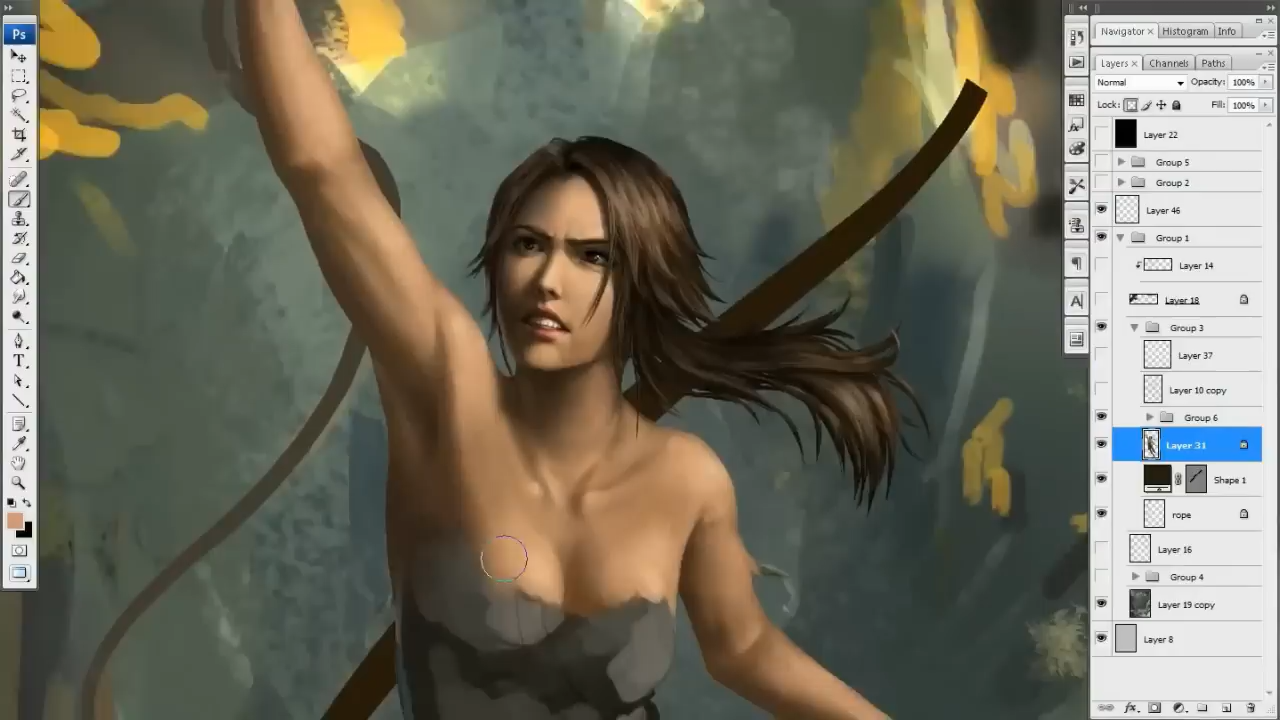 Ps
Navigator × Histogram Info
Layers × Channels Paths
Normal Opacity: 100%
Lock: Fill: 100%
Layer 22
Group 5
Group 2
Layer 46
Group 1
Layer 14
Layer 18
Group 3
Layer 37
Layer 10 copy
Group 6
Layer 31
Shape 1
rope
Layer 16
Group 4
Layer 19 copy
Layer 8